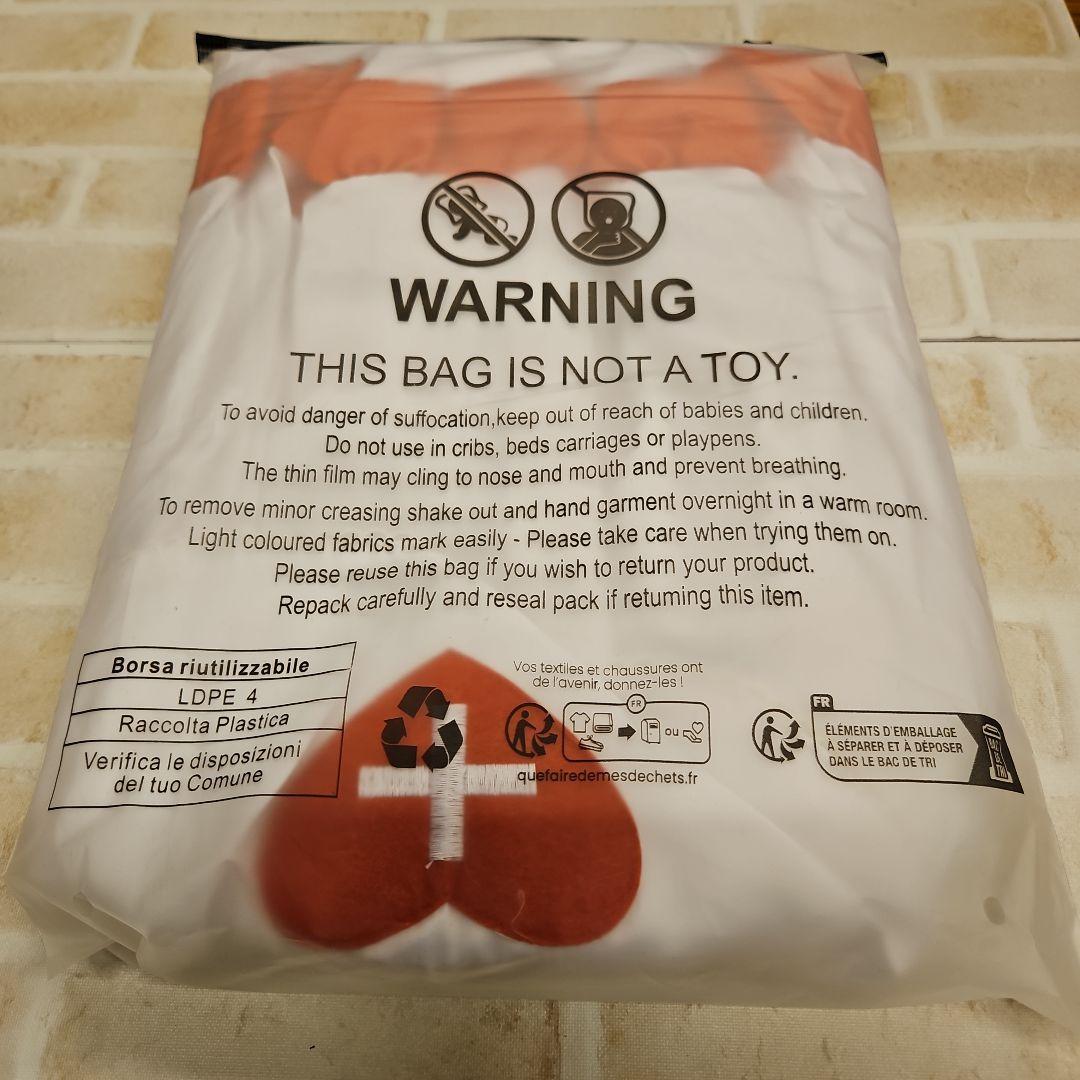 WARNING
THIS BAG IS NOT A TOY.
To avoid danger of suffocation,keep out of reach of babies and children.
Do not use in cribs, beds carriages or playpens.
The thin film may cling to nose and mouth and prevent breathing.
To remove minor creasing shake out and hand garment overnight in a warm room.
Light coloured fabrics mark easily - Please take care when trying them on.
Please reuse this bag if you wish to return your product.
Repack carefully and reseal pack if retuming this item.
Borsa riutilizzabile
LDPE 4
Raccolta Plastica
Verifica le disposizioni
del tuo Comune
Vos textiles et chaussures ont
de l'avenir, donnez-les !
FR
ou
quefairedemesdechets.fr
FR
ÉLÉMENTS D'EMBALLAGE
À SÉPARER ET À DÉPOSER
DANS LE BAC DE TRI
BAC
DE
TRI